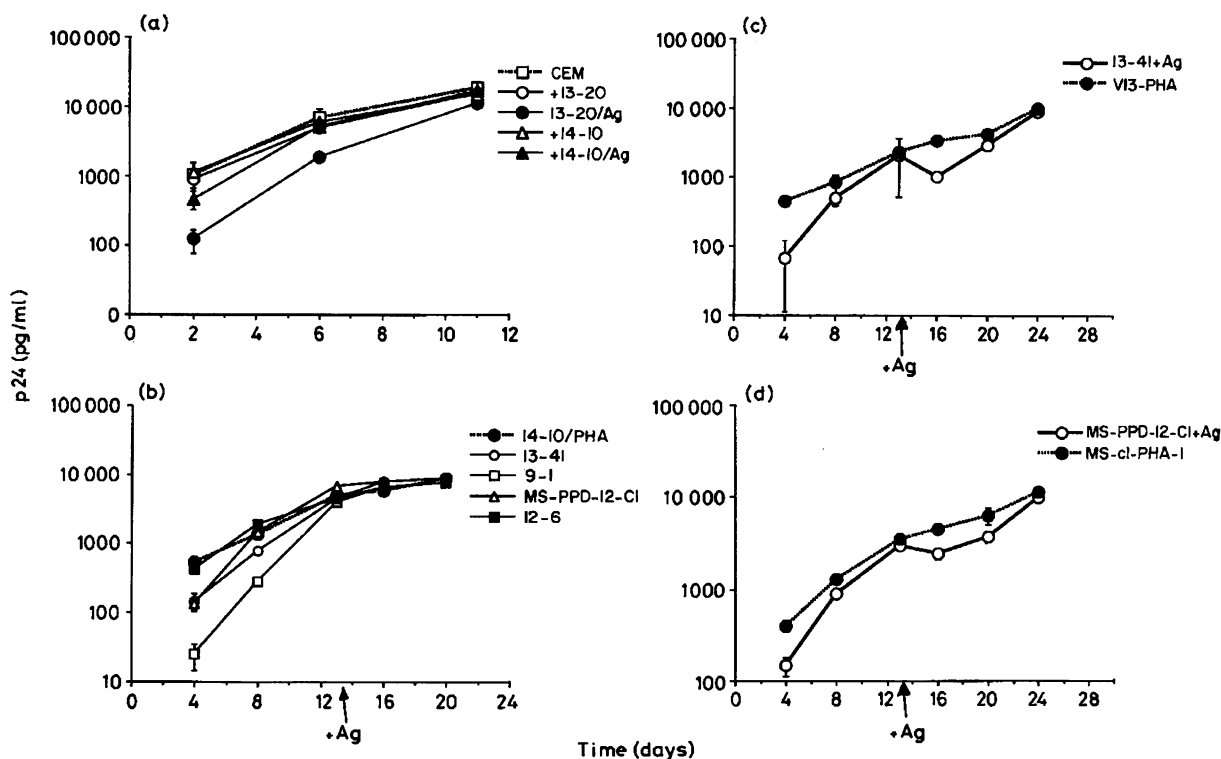 (a)
100 000
10 000
1000
100
0
0 2 4 6 8 10 12
CEM
+13-20
13-20/Ag
+14-10
+14-10/Ag
(c)
100 000
10 000
1000
100
10
0 4 8 12 16 20 24 28
+Ag
13-41+Ag
V13-PHA
p24 (pg/ml)
(b)
100 000
10 000
1000
100
10
0 4 8 12 16 20 24
+Ag
14-10/PHA
13-41
9-1
MS-PPD-12-Cl
12-6
(d)
100 000
10 000
1000
100
0 4 8 12 16 20 24 28
+Ag
MS-PPD-12-Cl+Ag
MS-cl-PHA-1
Time (days)